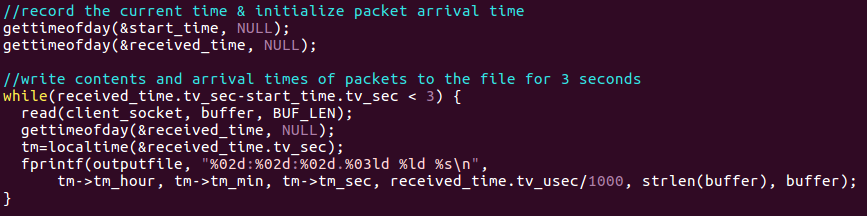 //record the current time & initialize packet arrival time
gettimeofday(&start_time, NULL);
gettimeofday(&received_time, NULL);

//write contents and arrival times of packets to the file for 3 seconds
while(received_time.tv_sec-start_time.tv_sec < 3) {
  read(client_socket, buffer, BUF_LEN);
  gettimeofday(&received_time, NULL);
  tm=localtime(&received_time.tv_sec);
  fprintf(outputfile, "%02d:%02d:%02d.%03ld %ld %s\n",
      tm->tm_hour, tm->tm_min, tm->tm_sec, received_time.tv_usec/1000, strlen(buffer), buffer);
}